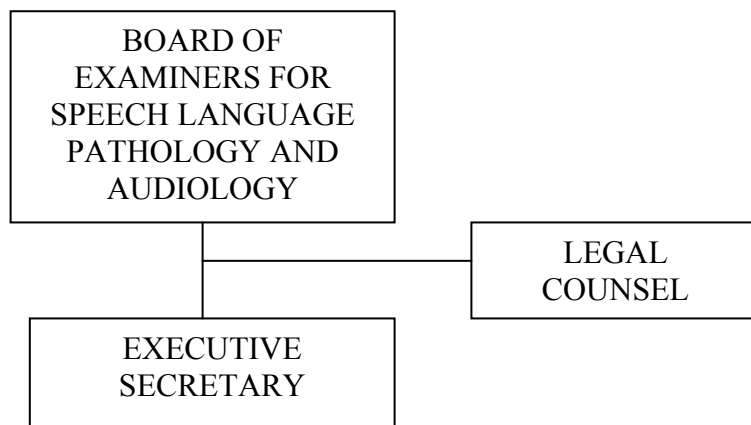 BOARD OF
EXAMINERS FOR
SPEECH LANGUAGE
PATHOLOGY AND
AUDIOLOGY
LEGAL
COUNSEL
EXECUTIVE
SECRETARY